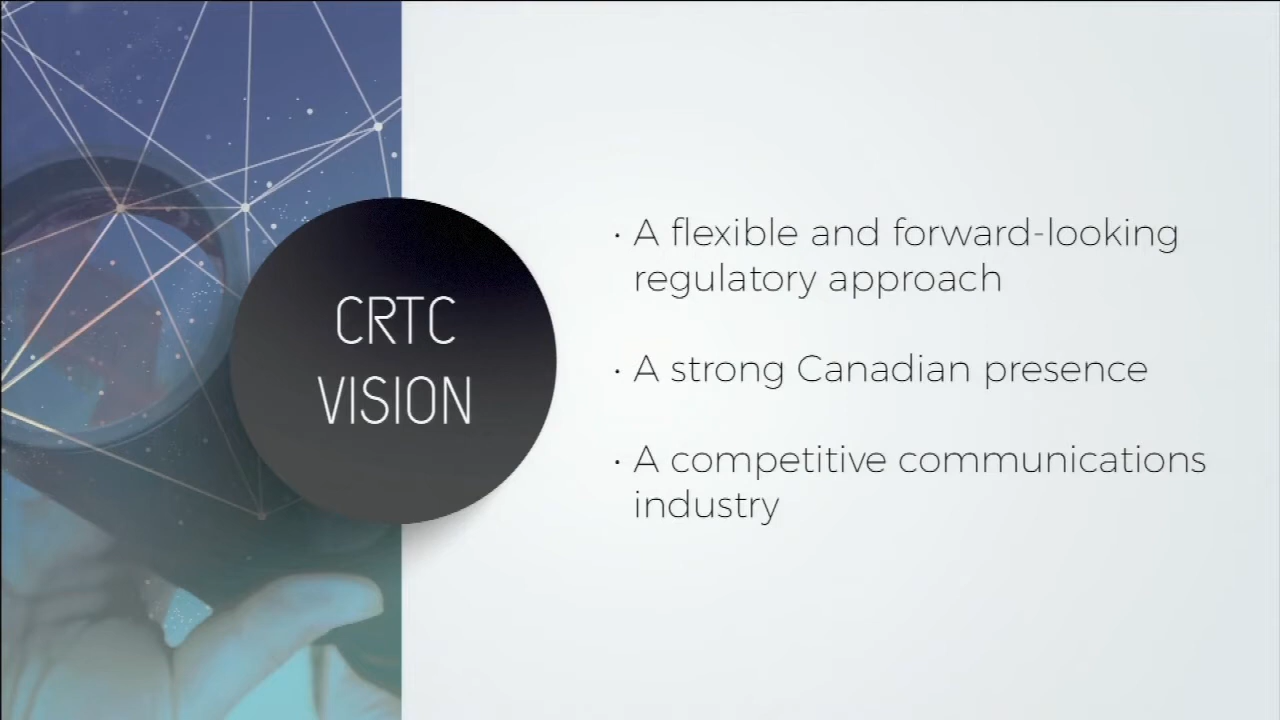 CRTC
VISION
· A flexible and forward-looking
regulatory approach
· A strong Canadian presence
· A competitive communications
industry